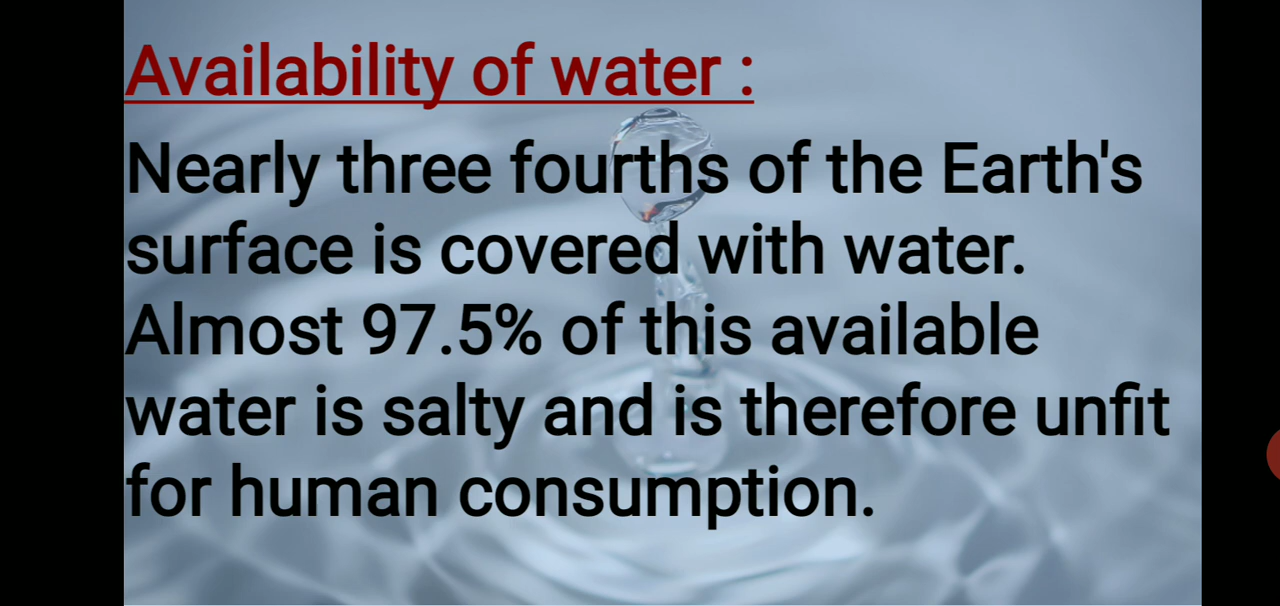 Availability of water :
Nearly three fourths of the Earth's
surface is covered with water.
Almost 97.5% of this available
water is salty and is therefore unfit
for human consumption.